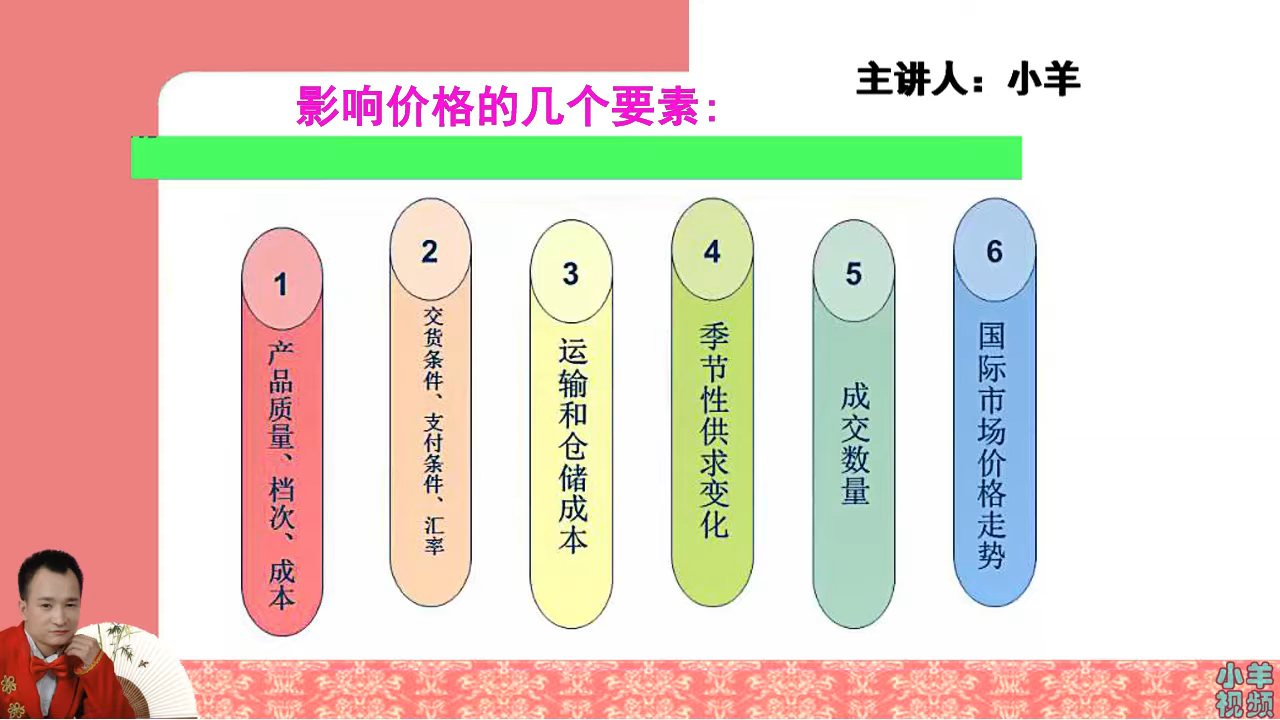 主讲人：小羊
影响价格的几个要素:
1
产品质量、档次、成本
2
交货条件、支付条件、汇率
3
运输和仓储成本
4
季节性供求变化
5
成交数量
6
国际市场价格走势
小羊
视频